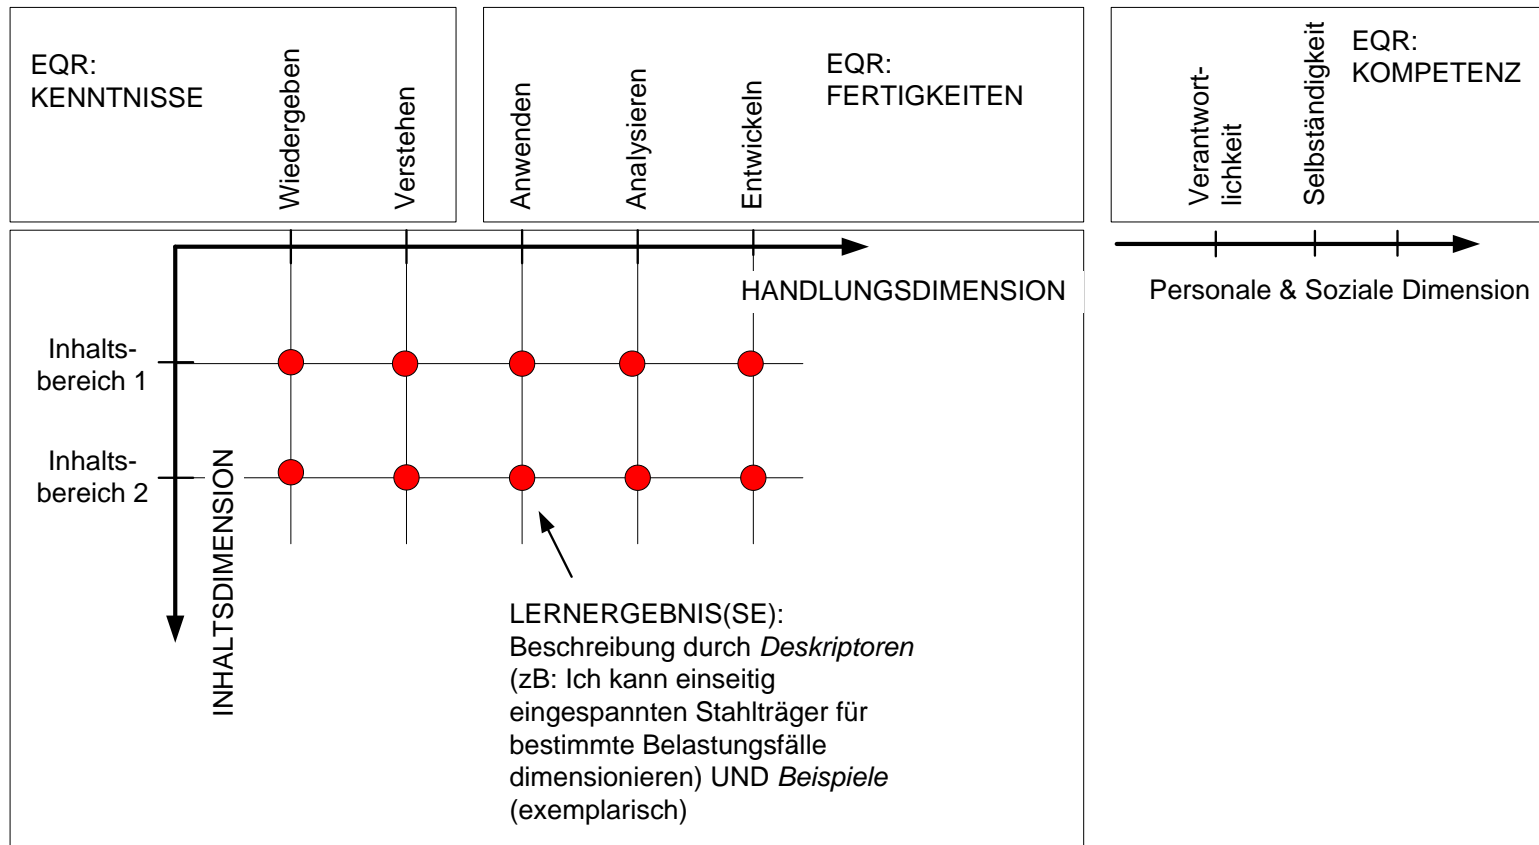 EQR:
KENNTNISSE
Wiedergeben
Verstehen
Anwenden
Analysieren
Entwickeln
EQR:
FERTIGKEITEN
Verantwort-
lichkeit
Selbständigkeit
EQR:
KOMPETENZ
HANDLUNGSDIMENSION
Personale & Soziale Dimension
Inhalts-
bereich 1
Inhalts-
bereich 2
INHALTSDIMENSION
LERNERGEBNIS(SE):
Beschreibung durch Deskriptoren
(zB: Ich kann einseitig
eingespannten Stahlträger für
bestimmte Belastungsfälle
dimensionieren) UND Beispiele
(exemplarisch)